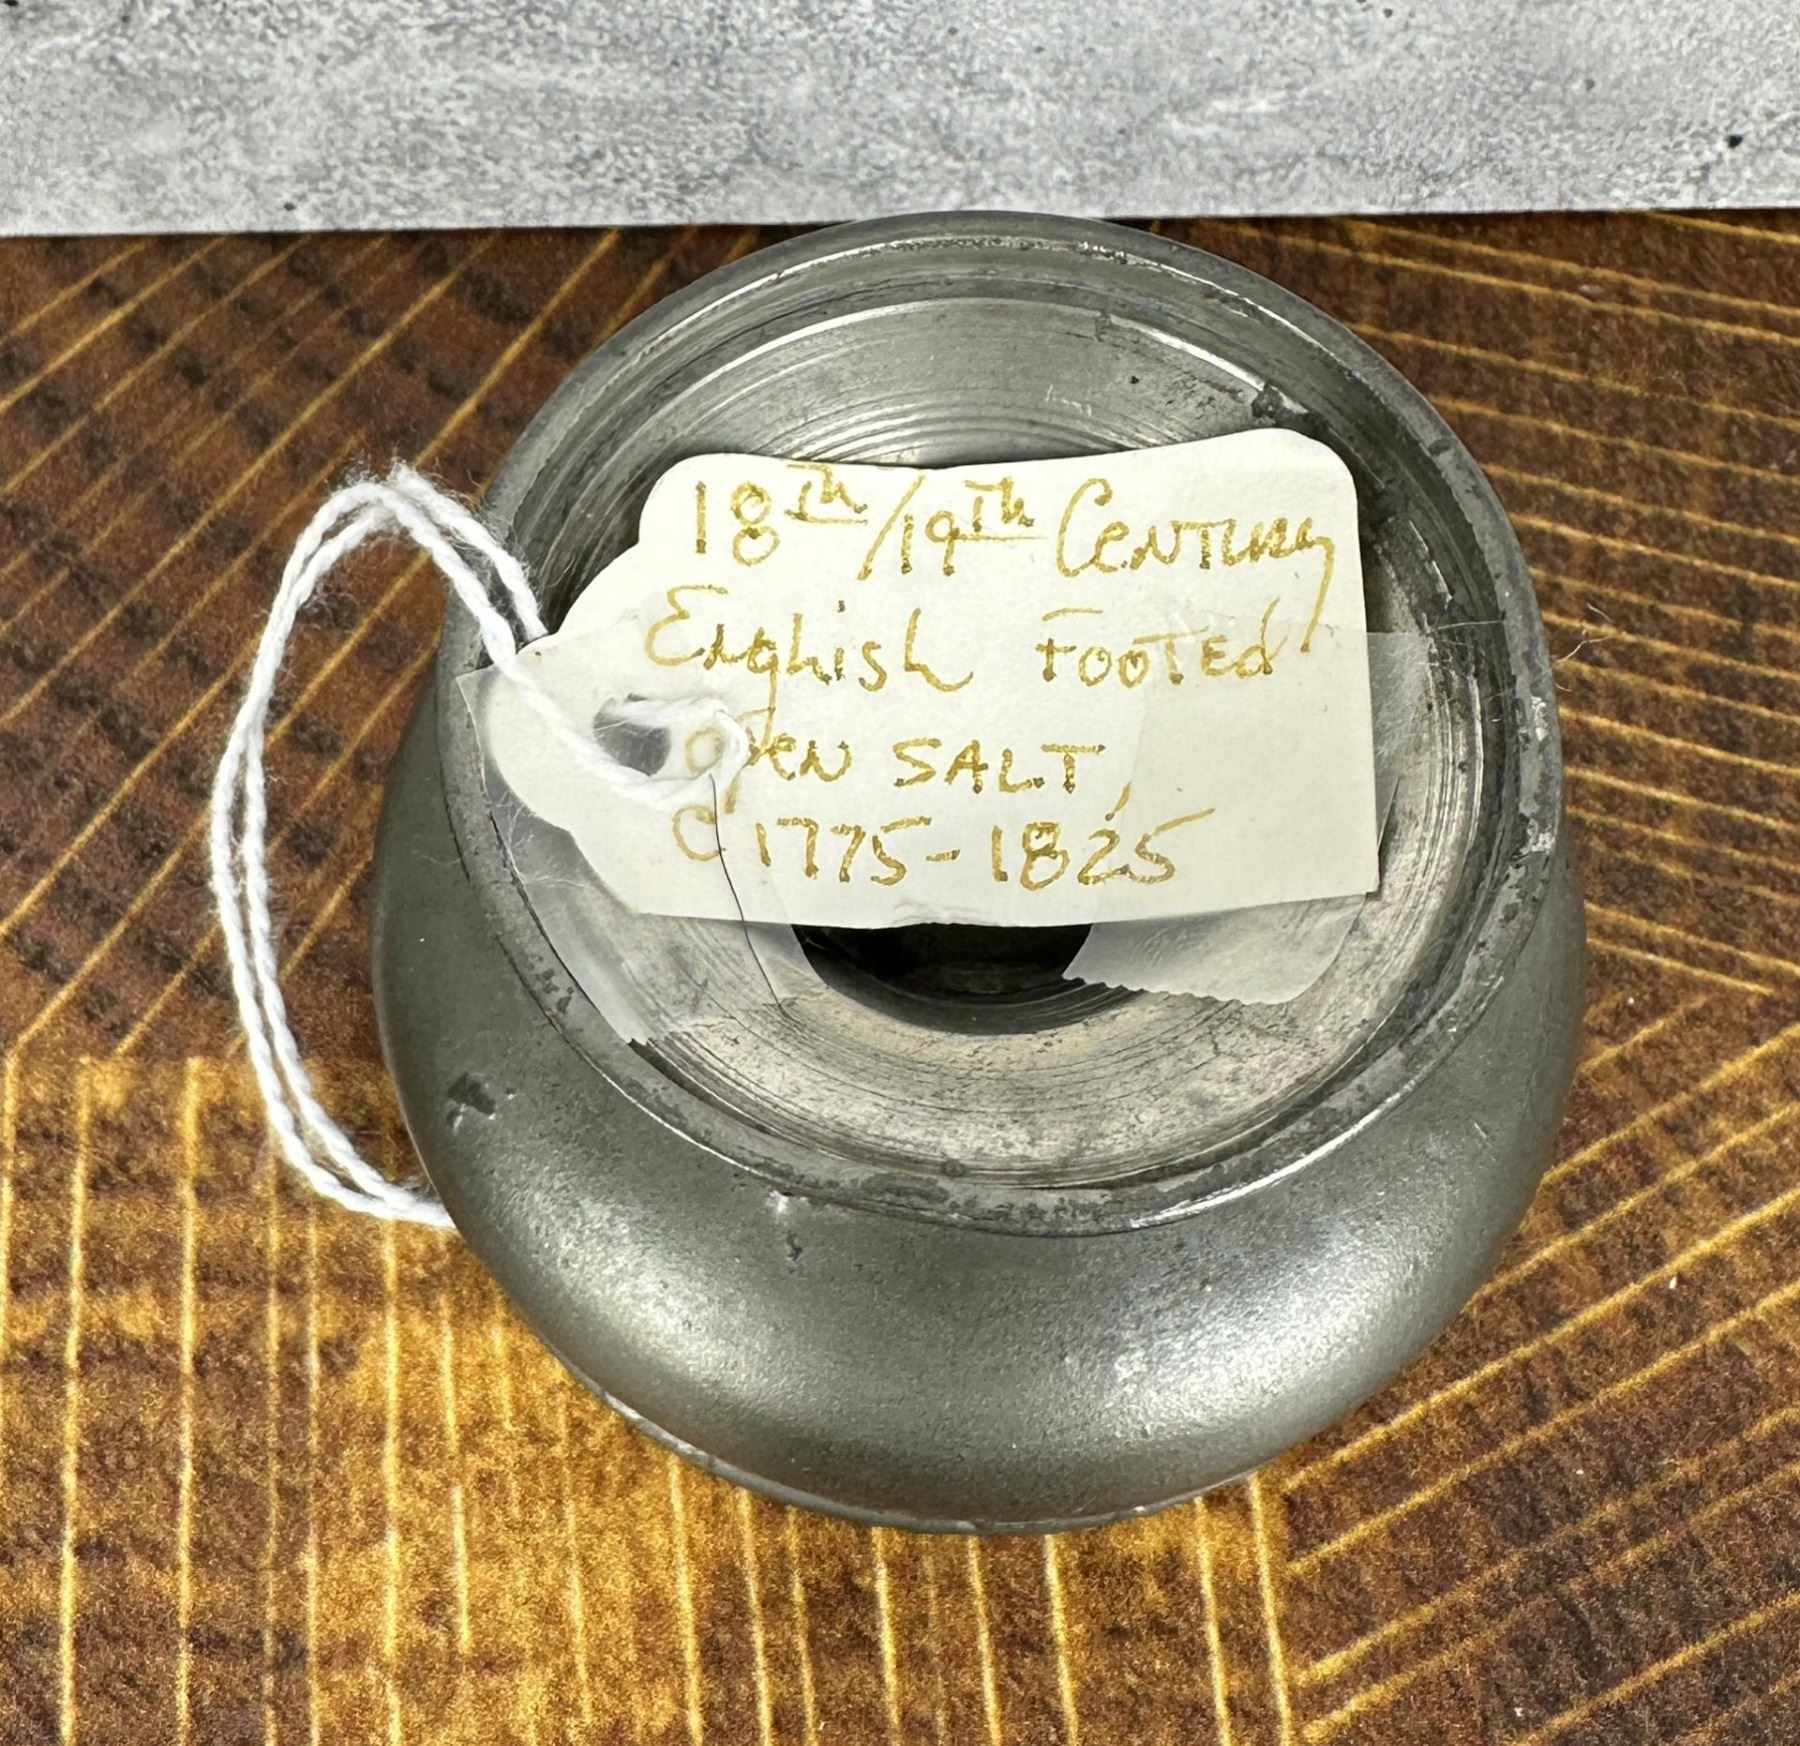 18th/19th Century
English Footed
Open SALT,
C 1775-1825